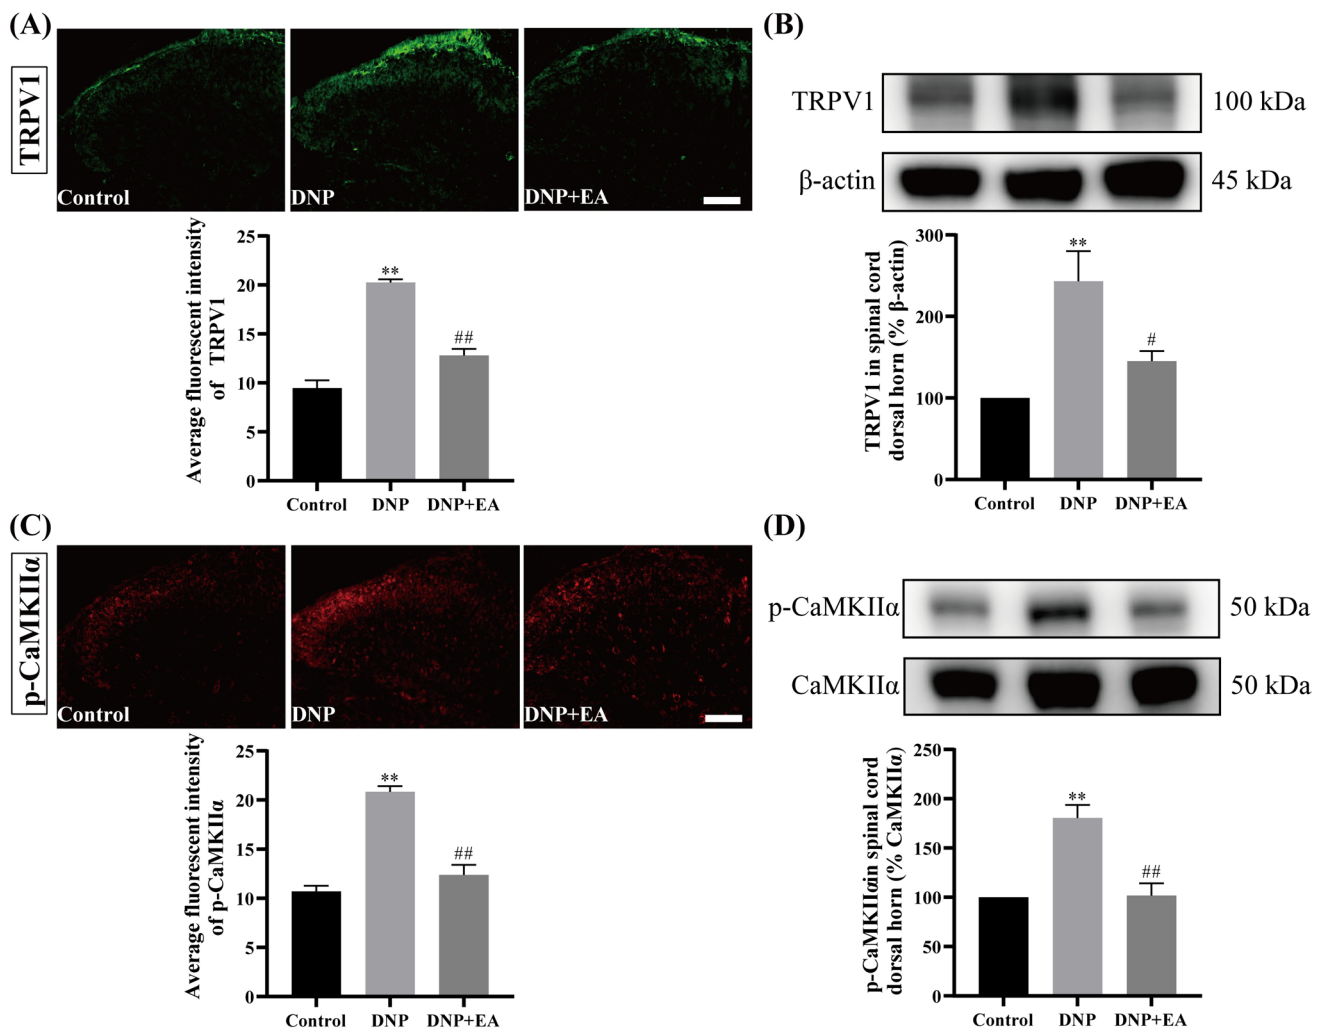 (A)
TRPV1
Control
DNP
DNP+EA
Average fluorescent intensity
of TRPV1
25
20
15
10
5
0
**
##
Control
DNP
DNP+EA
(B)
TRPV1
100 kDa
β-actin
45 kDa
TRPV1 in spinal cord
dorsal horn (% β-actin)
300
200
100
0
**
#
Control
DNP
DNP+EA
(C)
p-CaMKIIα
Control
DNP
DNP+EA
Average fluorescent intensity
of p-CaMKIIα
25
20
15
10
5
0
**
##
Control
DNP
DNP+EA
(D)
p-CaMKIIα
50 kDa
CaMKIIα
50 kDa
p-CaMKIIαin spinal cord
dorsal horn (% CaMKIIα)
250
200
150
100
50
0
**
##
Control
DNP
DNP+EA